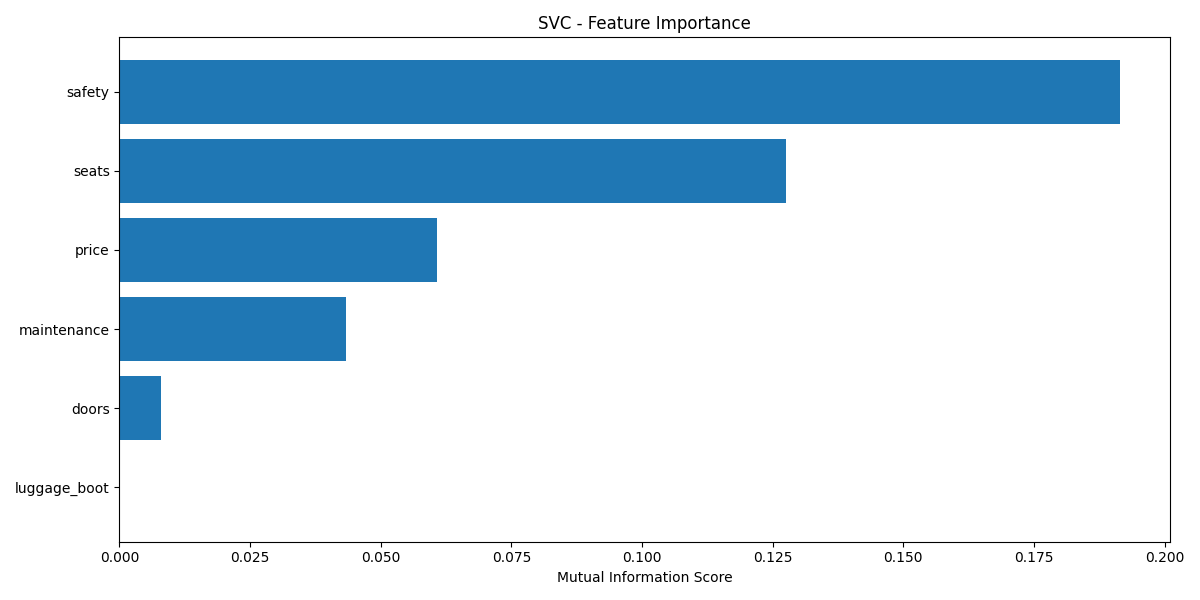 SVC - Feature Importance
safety
seats
price
maintenance
doors
luggage_boot
0.000 0.025 0.050 0.075 0.100 0.125 0.150 0.175 0.200
Mutual Information Score